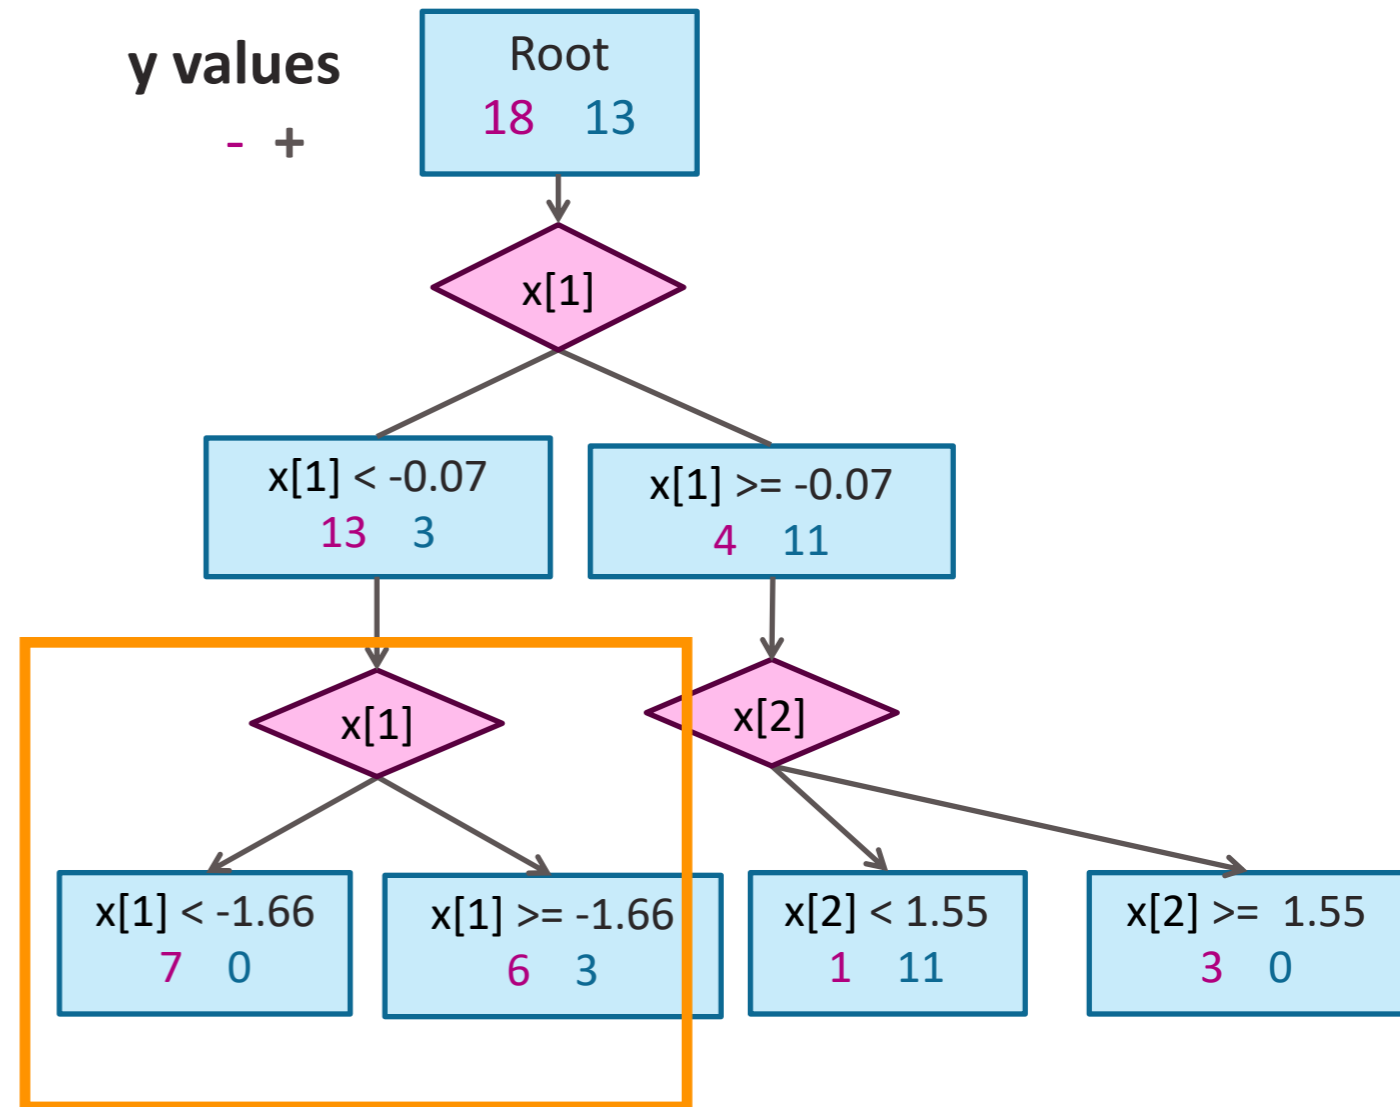 y values
- +
Root
18 13
x[1]
x[1] < -0.07
13 3
x[1] >= -0.07
4 11
x[1]
x[2]
x[1] < -1.66
7 0
x[1] >= -1.66
6 3
x[2] < 1.55
1 11
x[2] >= 1.55
3 0